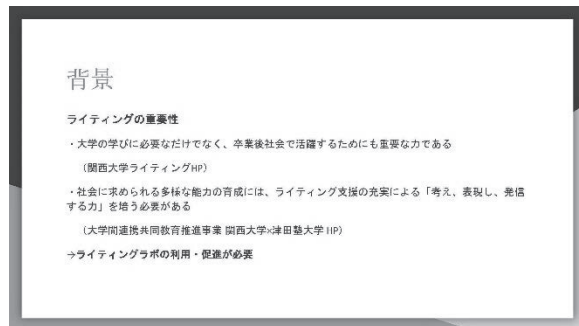 背景
ライティングの重要性
・大学の学びに必要なだけでなく、卒業後社会で活躍するためにも重要な力である
（関西大学ライティングHP）
・社会に求められる多様な能力の育成には、ライティング支援の充実による「考え、表現し、発信
する力」を培う必要がある
（大学間連携共同教育推進事業 関西大学×津田塾大学 HP）
→ライティングラボの利用・促進が必要